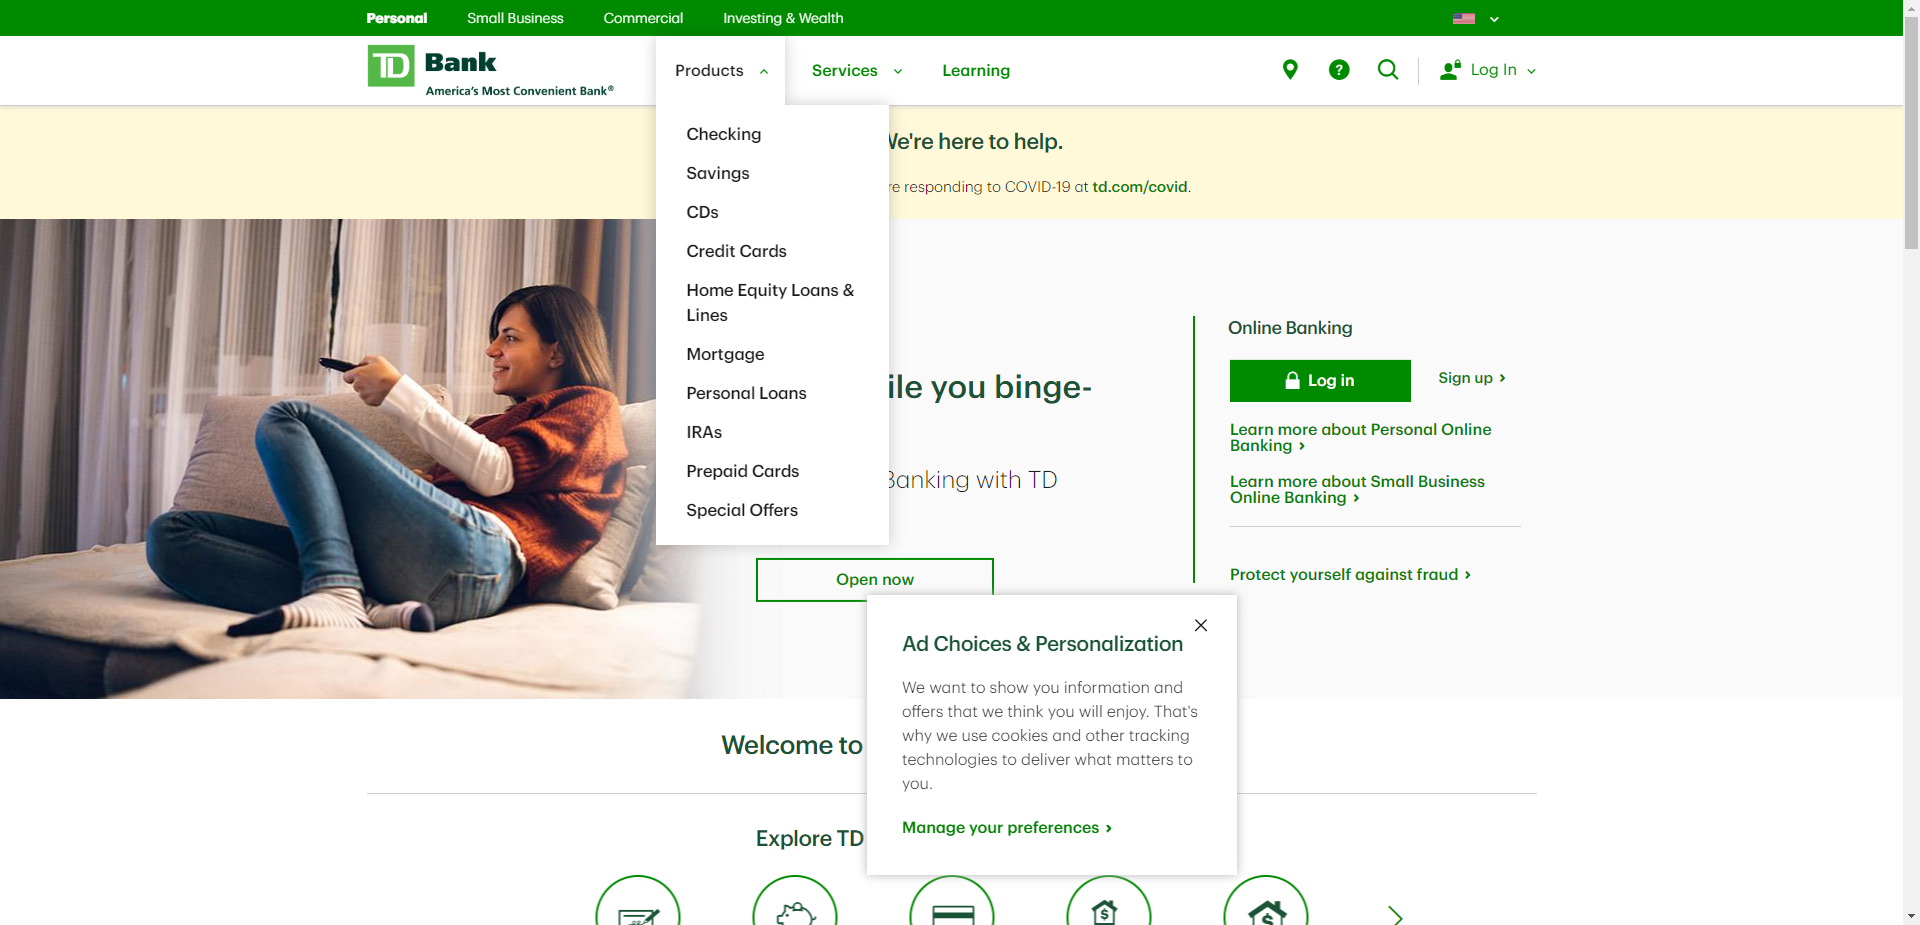 Personal
Small Business
Commercial
Investing & Wealth
TD
Bank
America's Most Convenient Bank®
Products
Services
Learning
?
Log In
Checking
Savings
CDs
Credit Cards
Home Equity Loans &
Lines
Mortgage
Personal Loans
IRAs
Prepaid Cards
Special Offers
We're here to help.
re responding to COVID-19 at td.com/covid.
ile you binge-
Banking with TD
Open now
Online Banking
Log in
Sign up
Learn more about Personal Online
Banking
Learn more about Small Business
Online Banking
Protect yourself against fraud
Ad Choices & Personalization
We want to show you information and
offers that we think you will enjoy. That's
why we use cookies and other tracking
technologies to deliver what matters to
you.
Manage your preferences
Welcome to
Explore TD
$
$